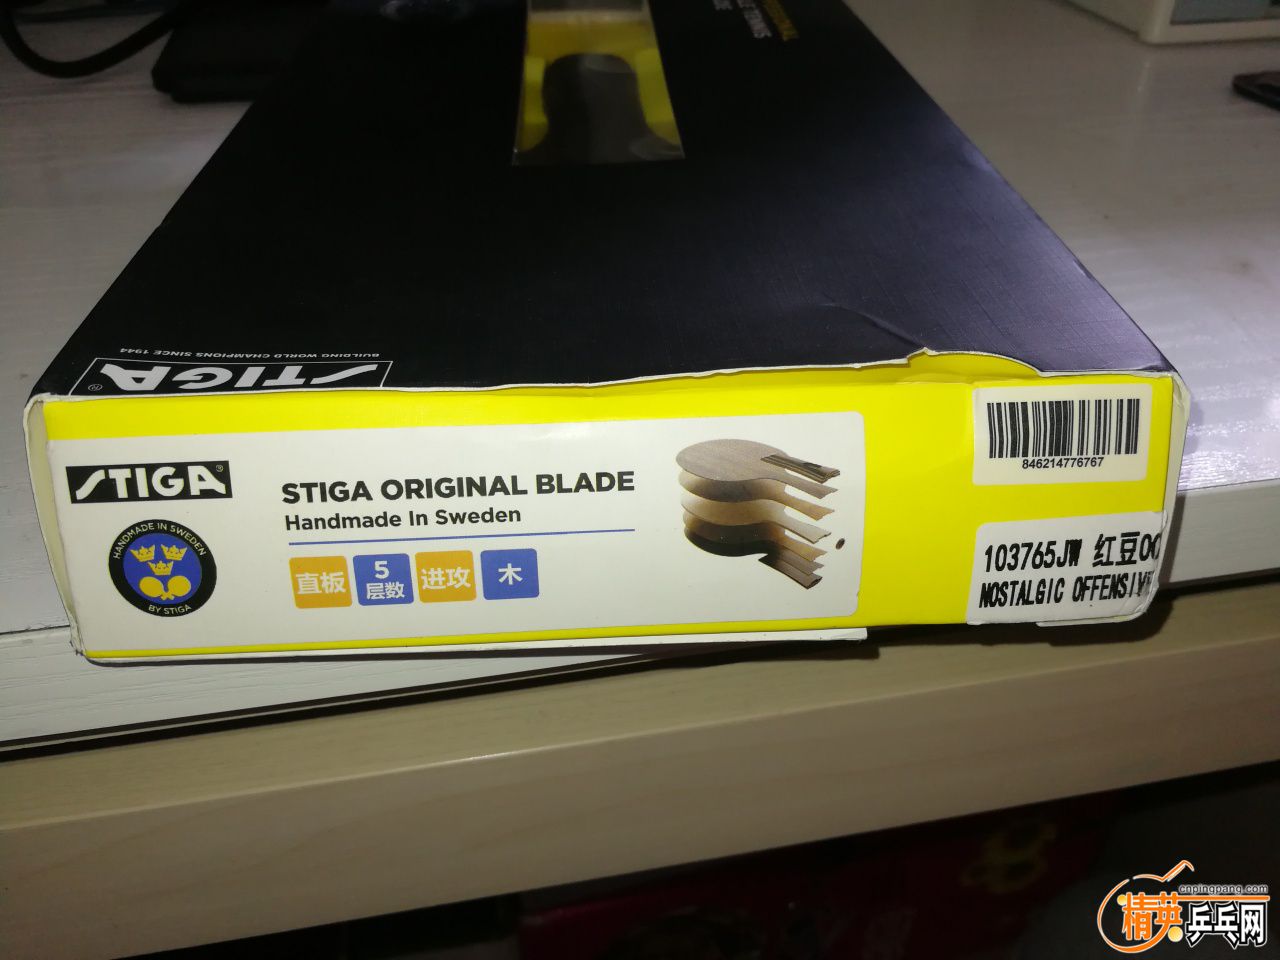 BUILDING WORLD CHAMPIONS SINCE 1944
STIGA®
STIGA®
HANDMADE IN SWEDEN
BY STIGA
STIGA ORIGINAL BLADE
Handmade In Sweden
直板
5
层数
进攻
木
846214776767
103765JW 红豆
NOSTALGIC OFFENSIV
cnpingpang.com
精英乒乓网